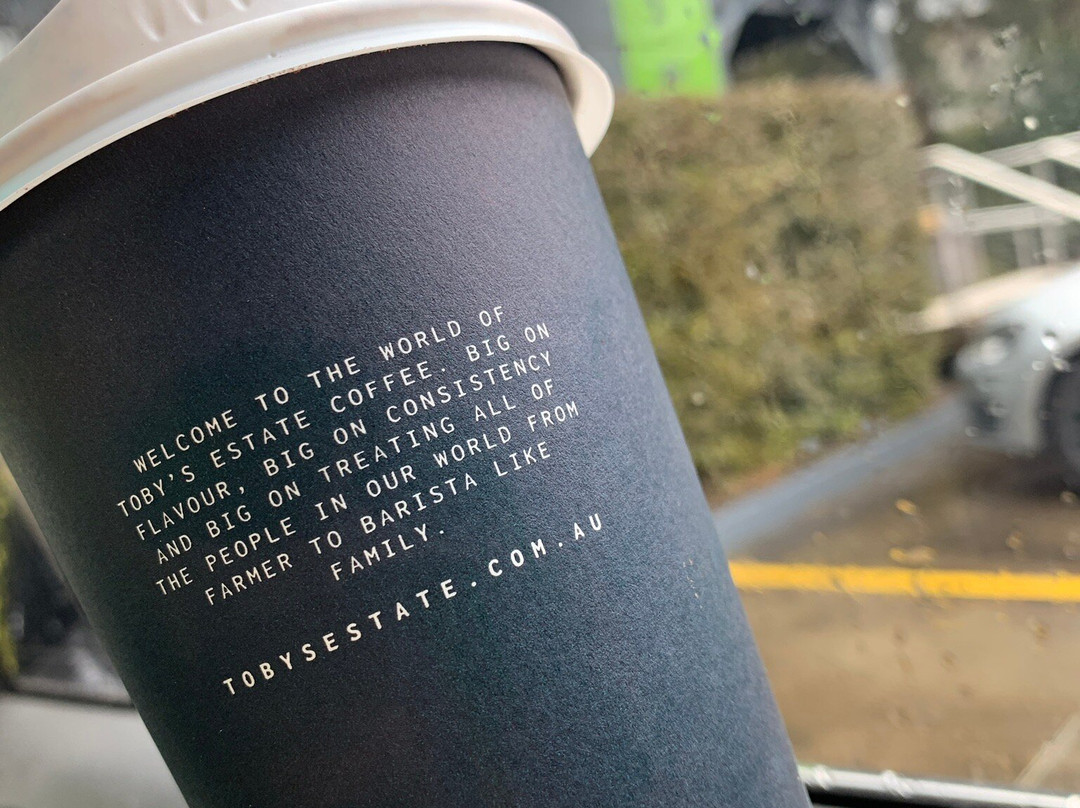 WELCOME TO THE WORLD OF
TOBY'S ESTATE COFFEE. BIG ON
FLAVOUR, BIG ON CONSISTENCY
AND BIG ON TREATING ALL OF
THE PEOPLE IN OUR WORLD FROM
FARMER TO BARISTA LIKE
FAMILY.
TOBYSESTATE.COM.AU